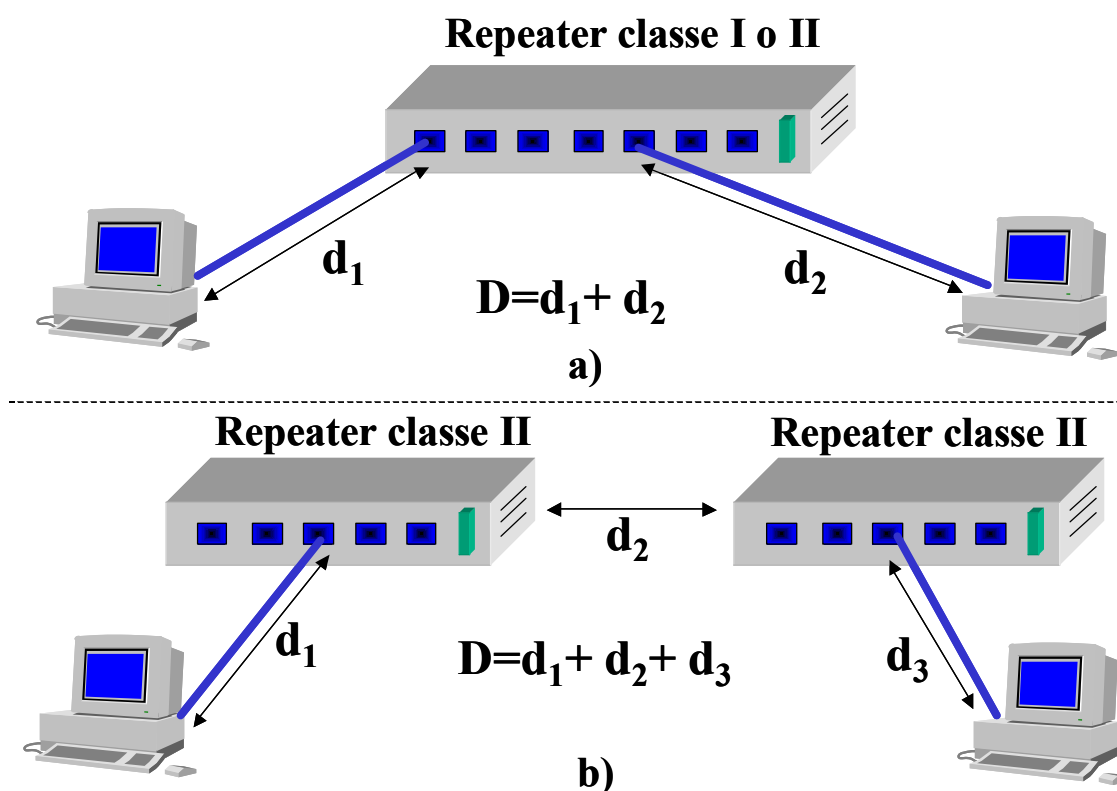 Repeater classe I o II
d₁
d₂
D=d₁+ d₂
a)
Repeater classe II
Repeater classe II
d₂
d₁
D=d₁+ d₂+ d₃
d₃
b)